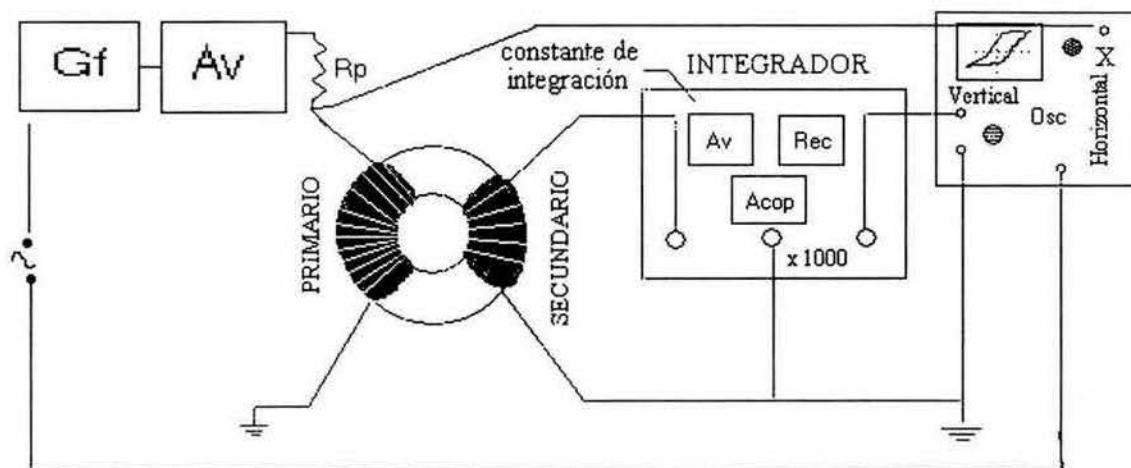 Gf
Av
Rp
constante de
integración
INTEGRADOR
Av
Rec
Acop
x 1000
PRIMARIO
SECUNDARIO
X
Horizontal
Vertical
Osc